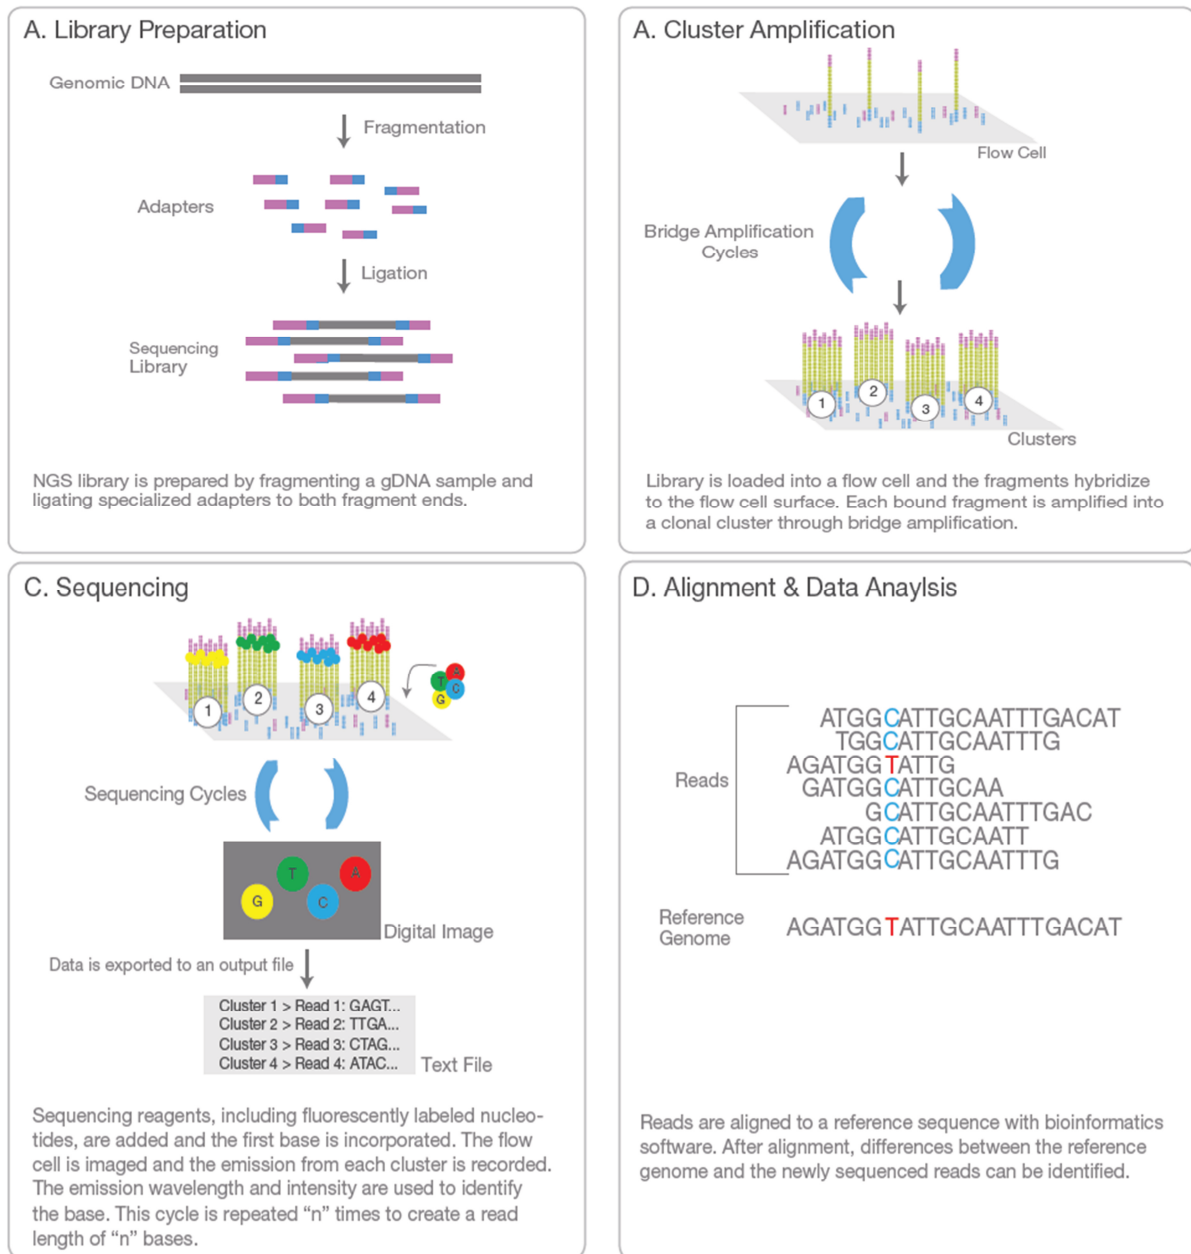 A. Library Preparation
Genomic DNA
Fragmentation
Adapters
Ligation
Sequencing
Library
NGS library is prepared by fragmenting a gDNA sample and
ligating specialized adapters to both fragment ends.
A. Cluster Amplification
Flow Cell
Bridge Amplification
Cycles
1
2
3
4
Clusters
Library is loaded into a flow cell and the fragments hybridize
to the flow cell surface. Each bound fragment is amplified into
a clonal cluster through bridge amplification.
C. Sequencing
1
2
3
4
A
T
C
G
Sequencing Cycles
T
A
G
C
Digital Image
Data is exported to an output file
Cluster 1 > Read 1: GAGT...
Cluster 2 > Read 2: TTGA...
Cluster 3 > Read 3: CTAG...
Cluster 4 > Read 4: ATAC...
Text File
Sequencing reagents, including fluorescently labeled nucleo-
tides, are added and the first base is incorporated. The flow
cell is imaged and the emission from each cluster is recorded.
The emission wavelength and intensity are used to identify
the base. This cycle is repeated “n” times to create a read
length of “n” bases.
D. Alignment & Data Anaylsis
ATGGCATTGCAATTTGACAT
TGGCATTGCAATTTG
AGATGGTATTG
Reads
GATGGCATTGCAA
GCATTGCAATTTGAC
ATGGCATTGCAATT
AGATGGCATTGCAATTTG
Reference
Genome
AGATGGTATTGCAATTTGACAT
Reads are aligned to a reference sequence with bioinformatics
software. After alignment, differences between the reference
genome and the newly sequenced reads can be identified.